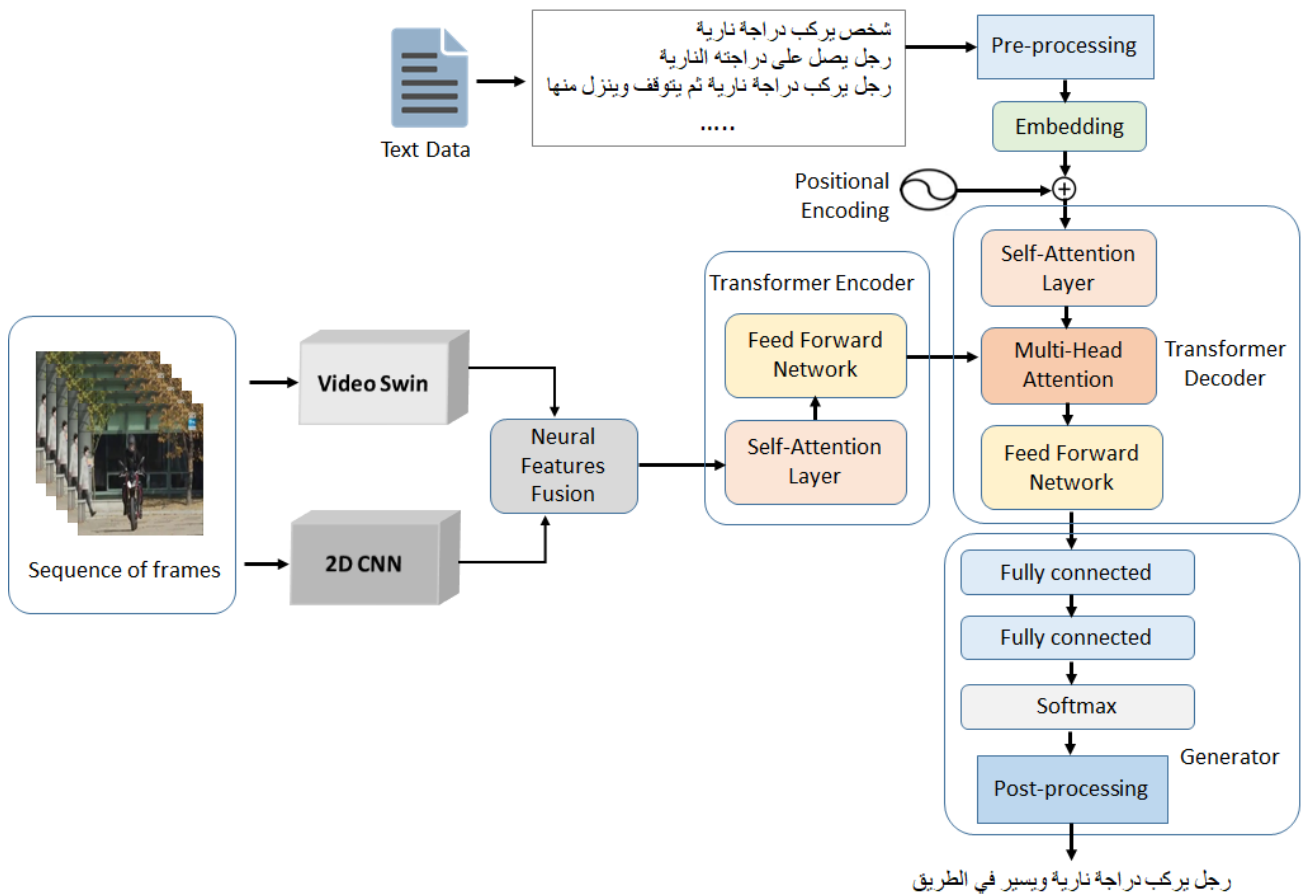 شخص يركب دراجة نارية
رجل يصل على دراجته النارية
رجل يركب دراجة نارية ثم يتوقف وينزل منها
.....
Text Data
Pre-processing
Embedding
Positional
Encoding
+
Self-Attention
Layer
Multi-Head
Attention
Feed Forward
Network
Transformer
Decoder
Transformer Encoder
Feed Forward
Network
Self-Attention
Layer
Sequence of frames
Video Swin
2D CNN
Neural
Features
Fusion
Fully connected
Fully connected
Softmax
Post-processing
Generator
رجل يركب دراجة نارية ويسير في الطريق